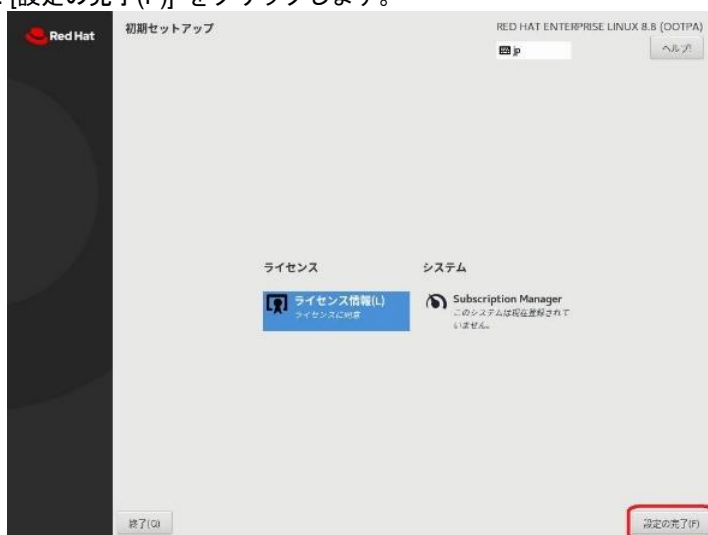 [設定の完了(F)] をクリックします。
Red Hat
初期セットアップ
RED HAT ENTERPRISE LINUX 8.8 (OOTPA)
jp
ヘルプ!
ライセンス
システム
ライセンス情報(L)
ライセンスに同意
Subscription Manager
このシステムは現在登録されて
いません。
終了(Q)
設定の完了(F)